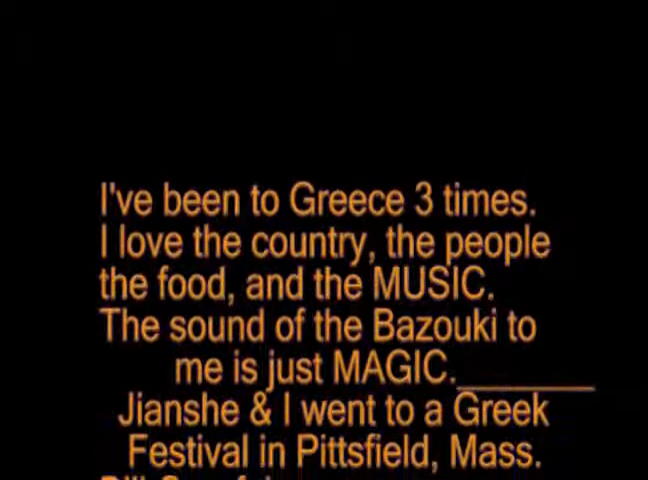 I've been to Greece 3 times.
I love the country, the people
the food, and the MUSIC.
The sound of the Bazouki to
me is just MAGIC.________
Jianshe & I went to a Greek
Festival in Pittsfield, Mass.